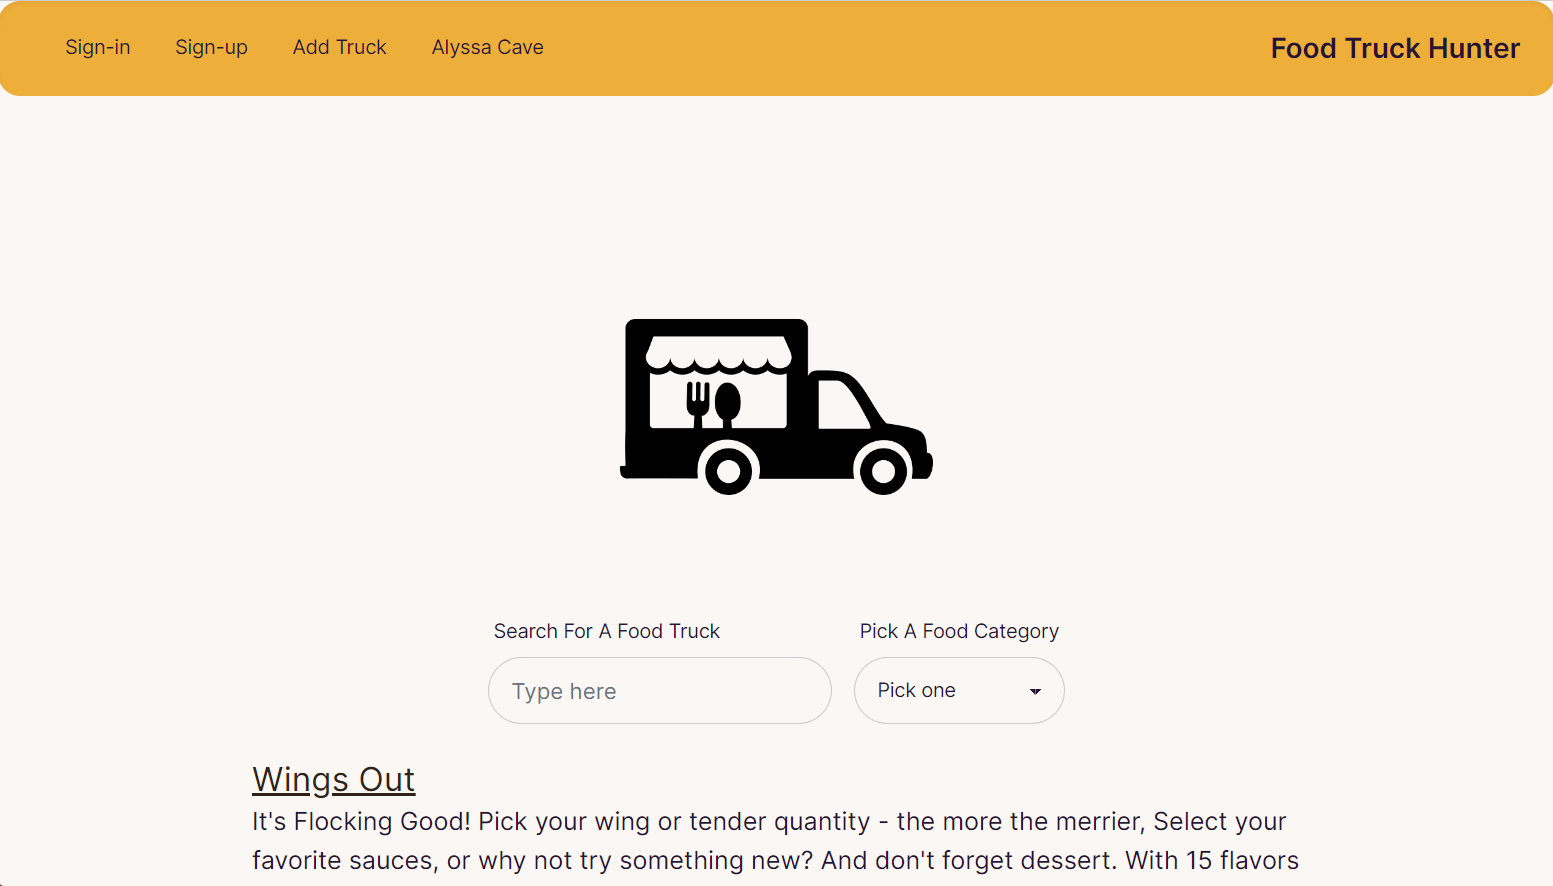 Sign-in Sign-up Add Truck Alyssa Cave Food Truck Hunter
Search For A Food Truck Pick A Food Category
Type here Pick one
Wings Out
It's Flocking Good! Pick your wing or tender quantity - the more the merrier, Select your
favorite sauces, or why not try something new? And don't forget dessert. With 15 flavors